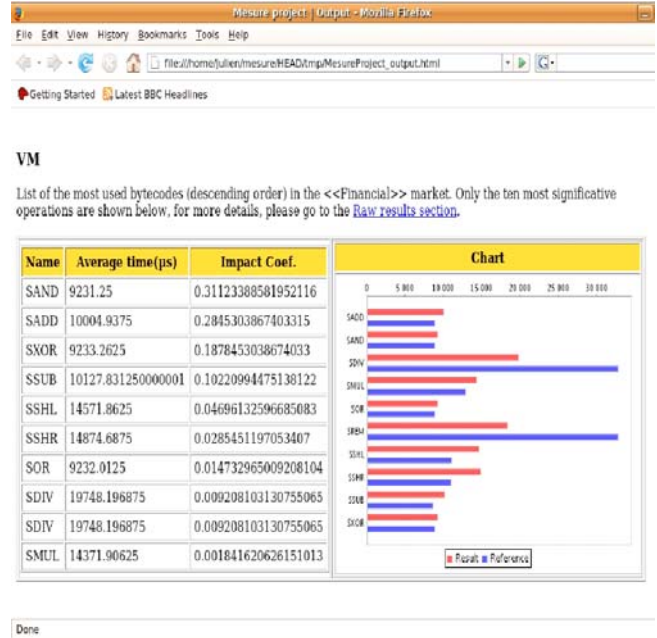 Mesure project | Output - Mozilla Firefox
File Edit View History Bookmarks Tools Help
file:///home/julien/mesure/HEAD/tmp/MesureProject_output.html
G
Getting Started Latest BBC Headlines
VM
List of the most used bytecodes (descending order) in the <<Financial>> market. Only the ten most significative
operations are shown below, for more details, please go to the Raw results section.
Name Average time(µs) Impact Coef.
SAND 9231.25 0.31123388581952116
SADD 10004.9375 0.2845303867403315
SXOR 9233.2625 0.1878453038674033
SSUB 10127.831250000001 0.10220994475138122
SSHL 14571.8625 0.04696132596685083
SSHR 14874.6875 0.0285451197053407
SOR 9232.0125 0.014732965009208104
SDIV 19748.196875 0.009208103130755065
SDIV 19748.196875 0.009208103130755065
SMUL 14371.90625 0.001841620626151013
Chart
0 5 000 10 000 15 000 20 000 25 000 30 000
SADD
SAND
SDIV
SMUL
SOR
SREM
SSHL
SSHR
SSUB
SXOR
Result Reference
Done